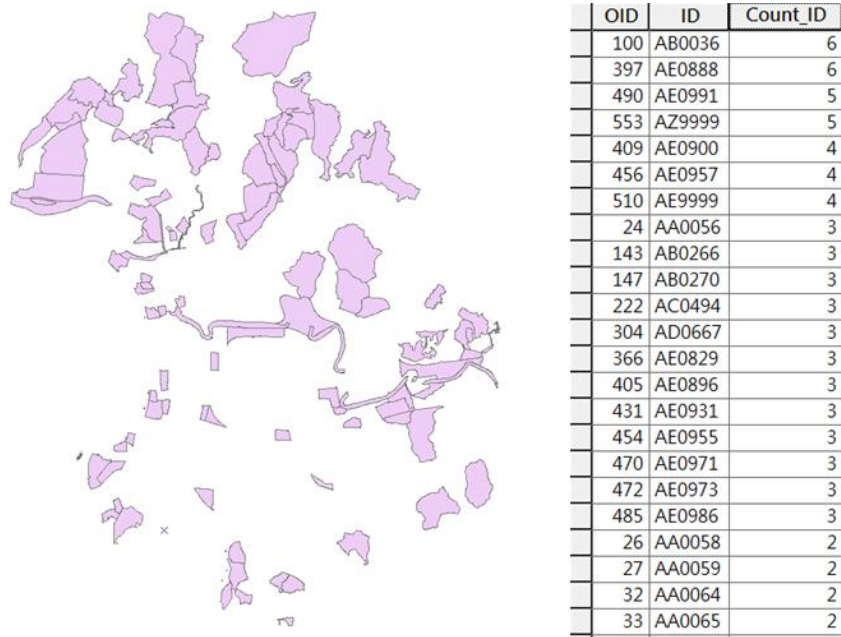 OID ID Count_ID
100 AB0036 6
397 AE0888 6
490 AE0991 5
553 AZ9999 5
409 AE0900 4
456 AE0957 4
510 AE9999 4
24 AA0056 3
143 AB0266 3
147 AB0270 3
222 AC0494 3
304 AD0667 3
366 AE0829 3
405 AE0896 3
431 AE0931 3
454 AE0955 3
470 AE0971 3
472 AE0973 3
485 AE0986 3
26 AA0058 2
27 AA0059 2
32 AA0064 2
33 AA0065 2